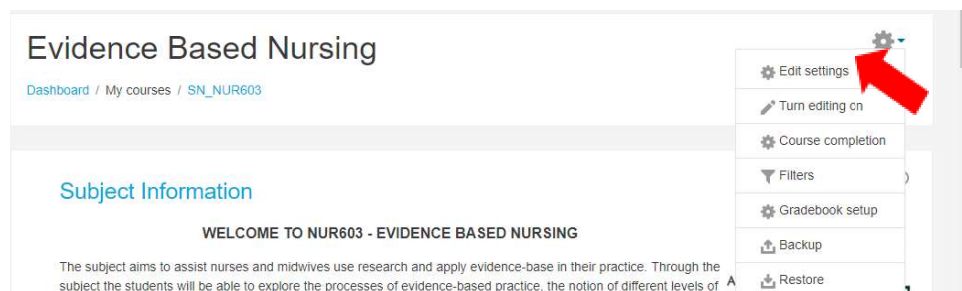 Evidence Based Nursing
Dashboard / My courses / SN_NUR603
Edit settings
Turn editing on
Course completion
Filters
Gradebook setup
Backup
Restore
Subject Information
WELCOME TO NUR603 - EVIDENCE BASED NURSING
The subject aims to assist nurses and midwives use research and apply evidence-base in their practice. Through the
subject the students will be able to explore the processes of evidence-based practice, the notion of different levels of
A